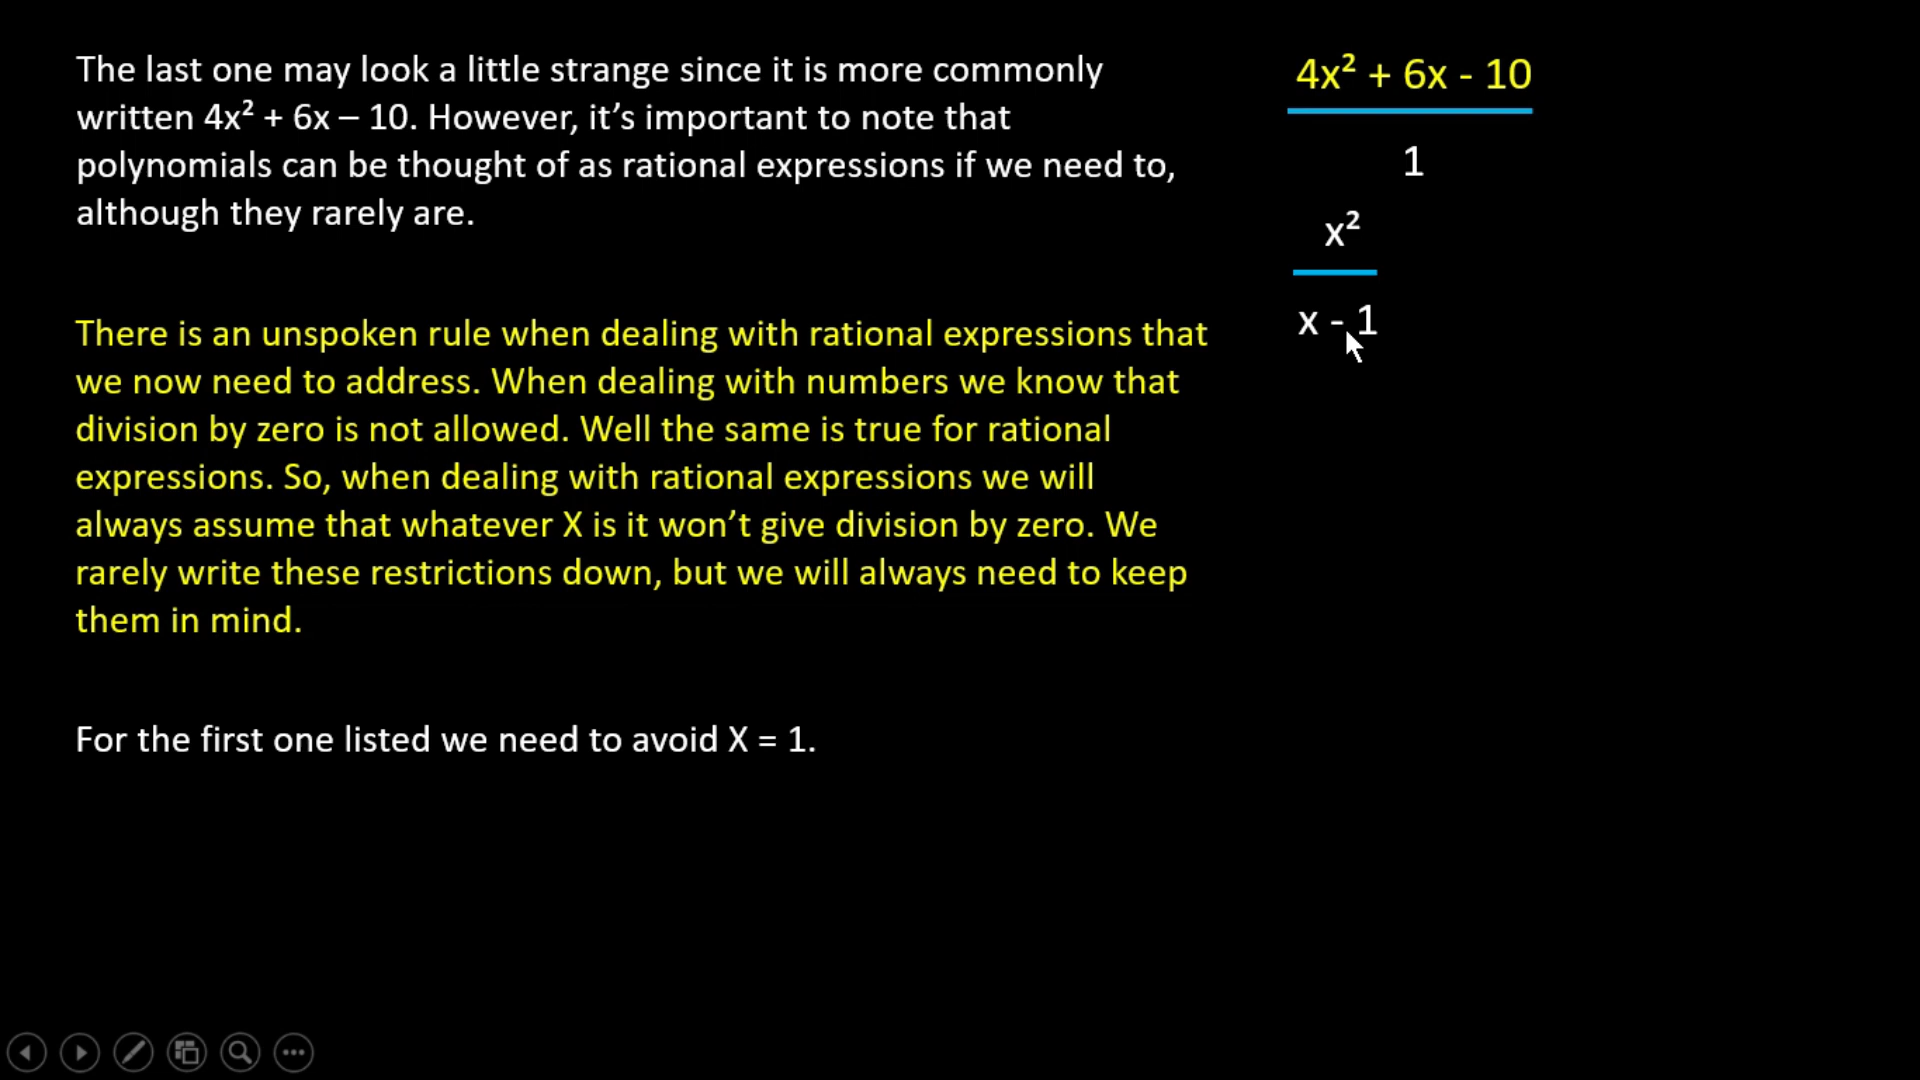 The last one may look a little strange since it is more commonly
written 4x² + 6x – 10. However, it’s important to note that
polynomials can be thought of as rational expressions if we need to,
although they rarely are.
There is an unspoken rule when dealing with rational expressions that
we now need to address. When dealing with numbers we know that
division by zero is not allowed. Well the same is true for rational
expressions. So, when dealing with rational expressions we will
always assume that whatever X is it won’t give division by zero. We
rarely write these restrictions down, but we will always need to keep
them in mind.
For the first one listed we need to avoid X = 1.
4x² + 6x - 10
1
x²
x - 1